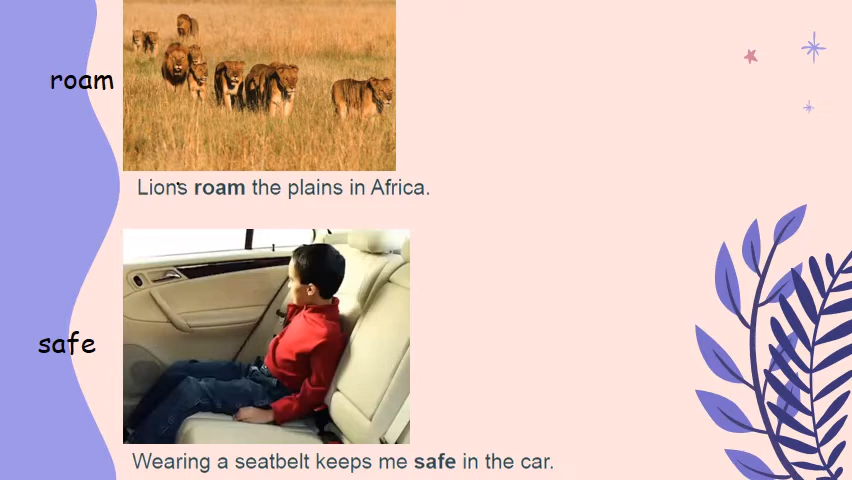 roam
Lions roam the plains in Africa.
safe
Wearing a seatbelt keeps me safe in the car.